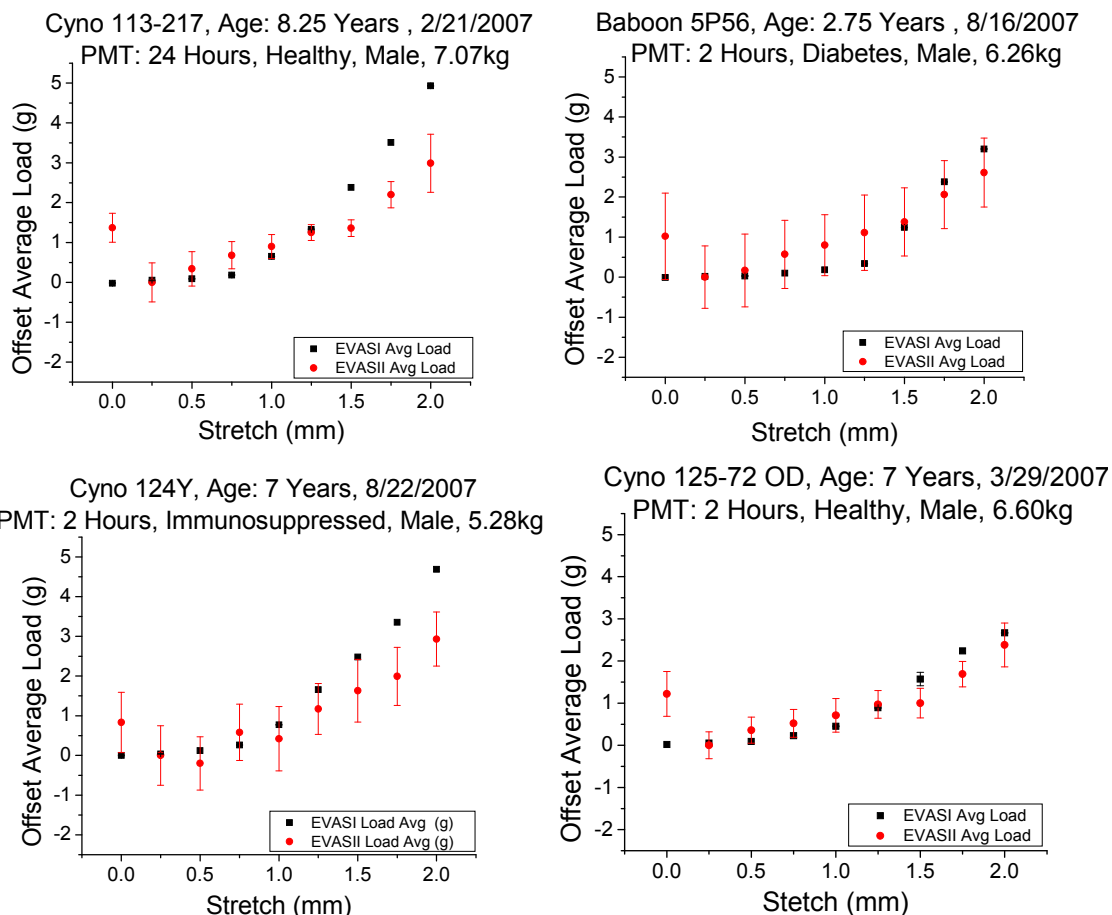 Cyno 113-217, Age: 8.25 Years , 2/21/2007
PMT: 24 Hours, Healthy, Male, 7.07kg
Offset Average Load (g)
5
4
3
2
1
0
-1
-2
EVASI Avg Load
EVASII Avg Load
0.0 0.5 1.0 1.5 2.0
Stretch (mm)
Baboon 5P56, Age: 2.75 Years , 8/16/2007
PMT: 2 Hours, Diabetes, Male, 6.26kg
Offset Average Load (g)
5
4
3
2
1
0
-1
-2
EVASI Avg Load
EVASII Avg Load
0.0 0.5 1.0 1.5 2.0
Stretch (mm)
Cyno 124Y, Age: 7 Years, 8/22/2007
PMT: 2 Hours, Immunosuppressed, Male, 5.28kg
Offset Average Load (g)
5
4
3
2
1
0
-1
-2
EVASI Load Avg (g)
EVASII Load Avg (g)
0.0 0.5 1.0 1.5 2.0
Stretch (mm)
Cyno 125-72 OD, Age: 7 Years, 3/29/2007
PMT: 2 Hours, Healthy, Male, 6.60kg
Offset Average Load (g)
5
4
3
2
1
0
-1
-2
EVASI Avg Load
EVASII Avg Load
0.0 0.5 1.0 1.5 2.0
Stetch (mm)